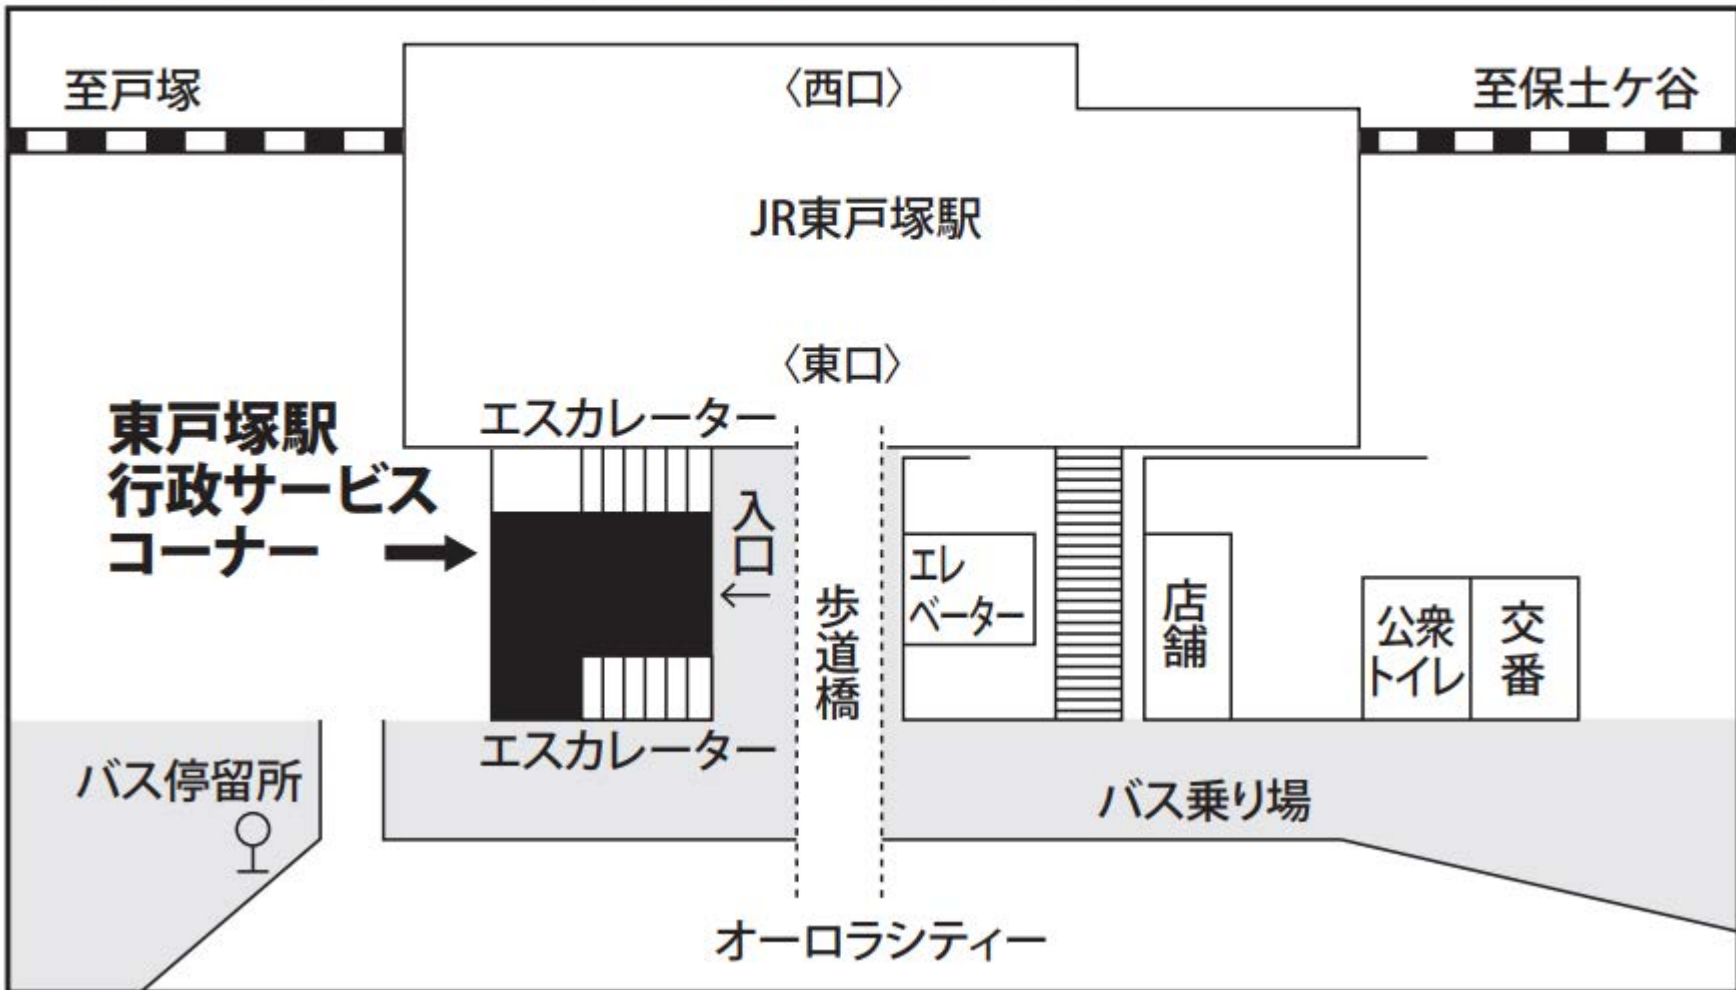 至戸塚
〈西口〉
至保土ケ谷
JR東戸塚駅
〈東口〉
東戸塚駅
行政サービス
コーナー
エスカレーター
入口
エレ
ベーター
歩道橋
店舗
公衆
トイレ
交番
エスカレーター
バス停留所
バス乗り場
オーロラシティー